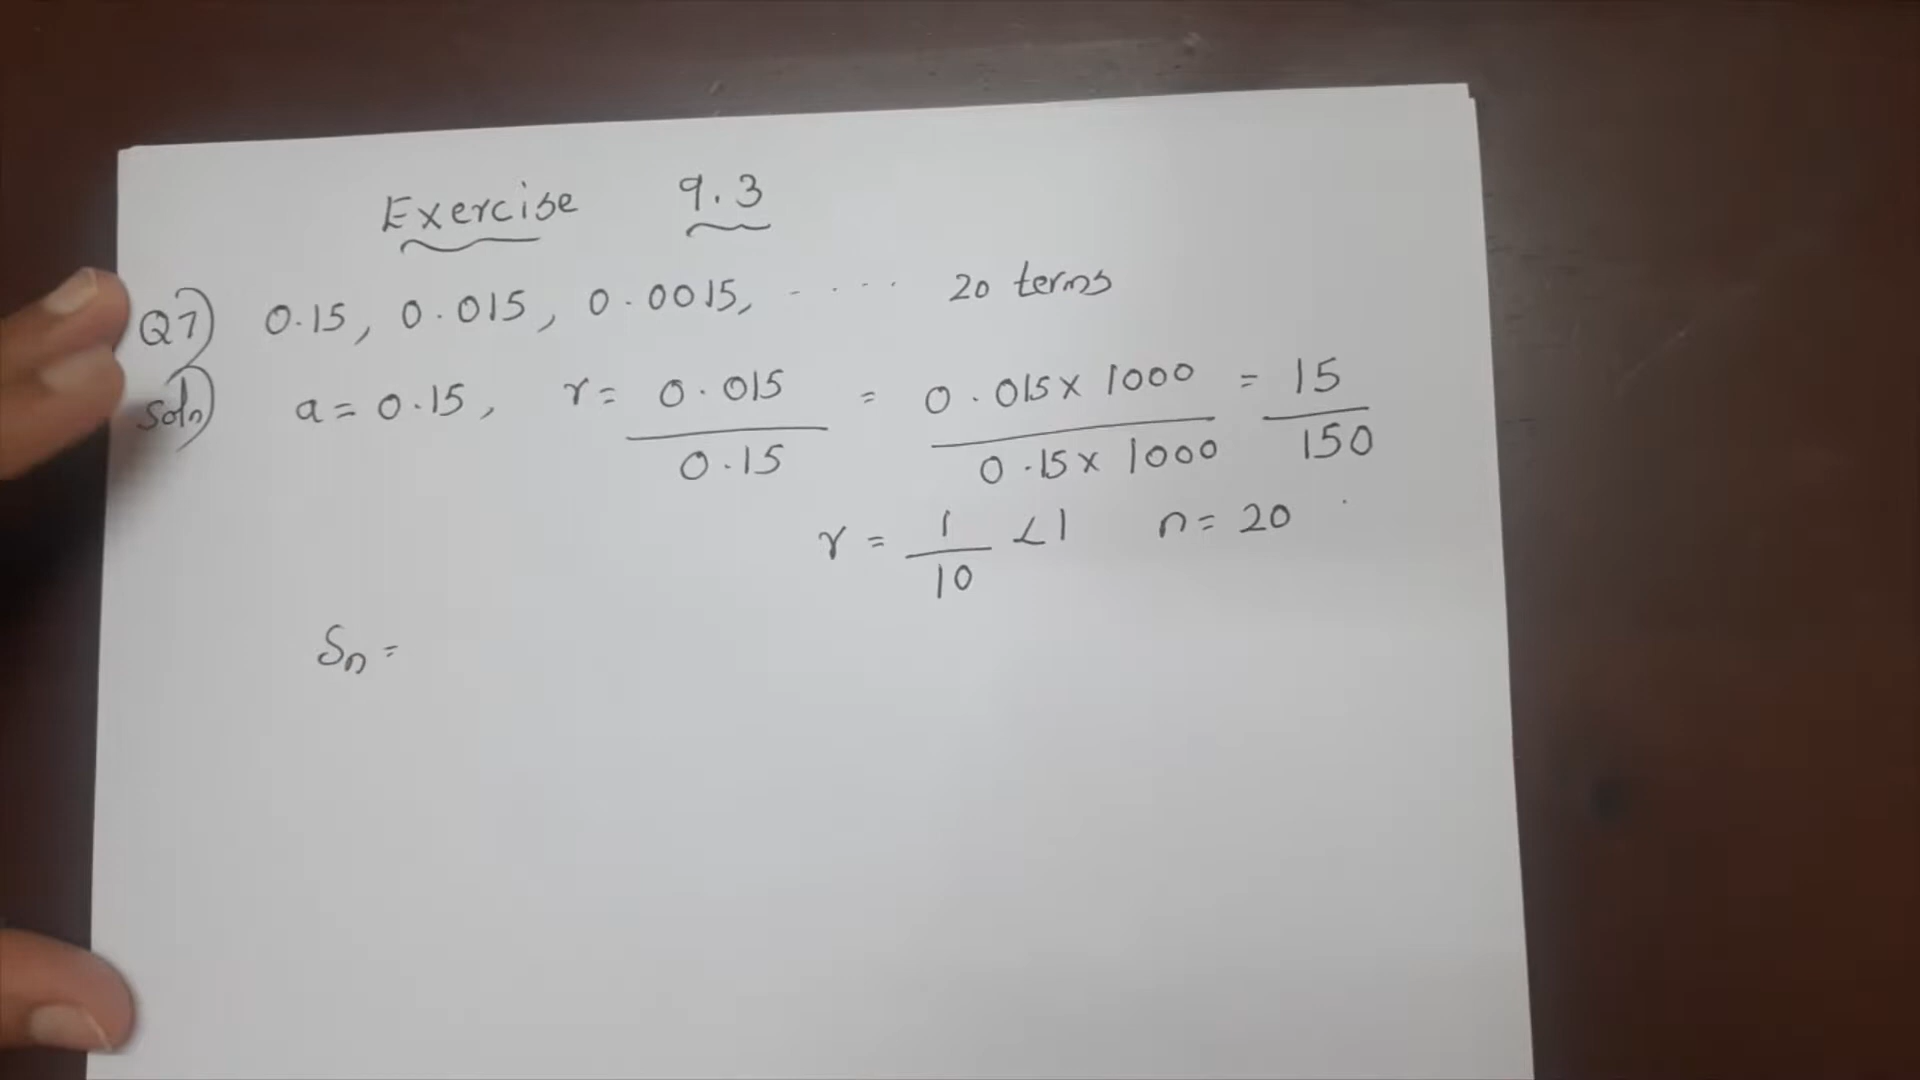 Exercise 9.3
Q7) 0.15, 0.015, 0.0015, ..... 20 terms
Soln) a = 0.15, r = 0.015/0.15 = 0.015 x 1000/0.15 x 1000 = 15/150
r = 1/10 < 1 n = 20
Sn =